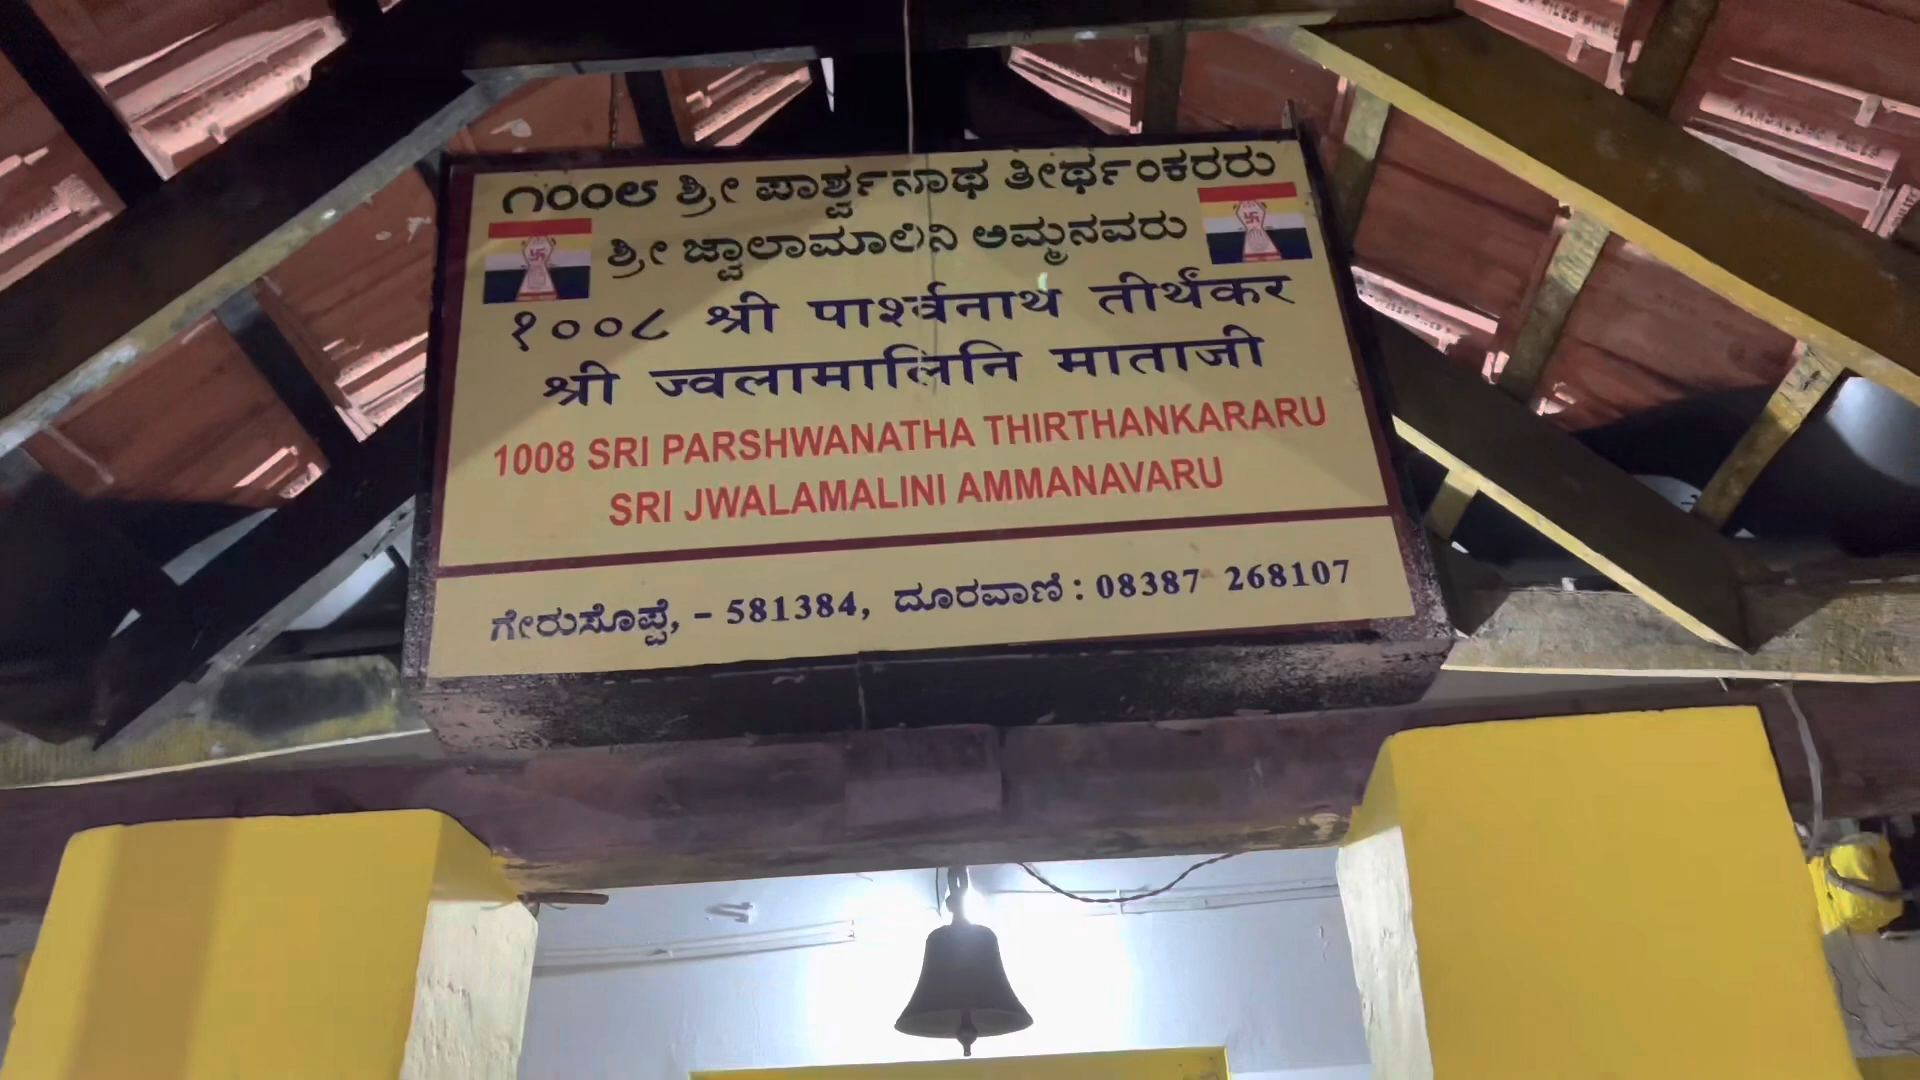 ೧೦೦೮ ಶ್ರೀ ಪಾರ್ಶ್ವನಾಥ ತೀರ್ಥಂಕರರು
ಶ್ರೀ ಜ್ವಾಲಾಮಾಲಿನಿ ಅಮ್ಮನವರು
१००८ श्री पार्श्वनाथ तीर्थंकर
श्री ज्वलामालिनि माताजी
1008 SRI PARSHWANATHA THIRTHANKARARU
SRI JWALAMALINI AMMANAVARU
ಗೇರುಸೊಪ್ಪೆ, - 581384, ದೂರವಾಣಿ : 08387 268107